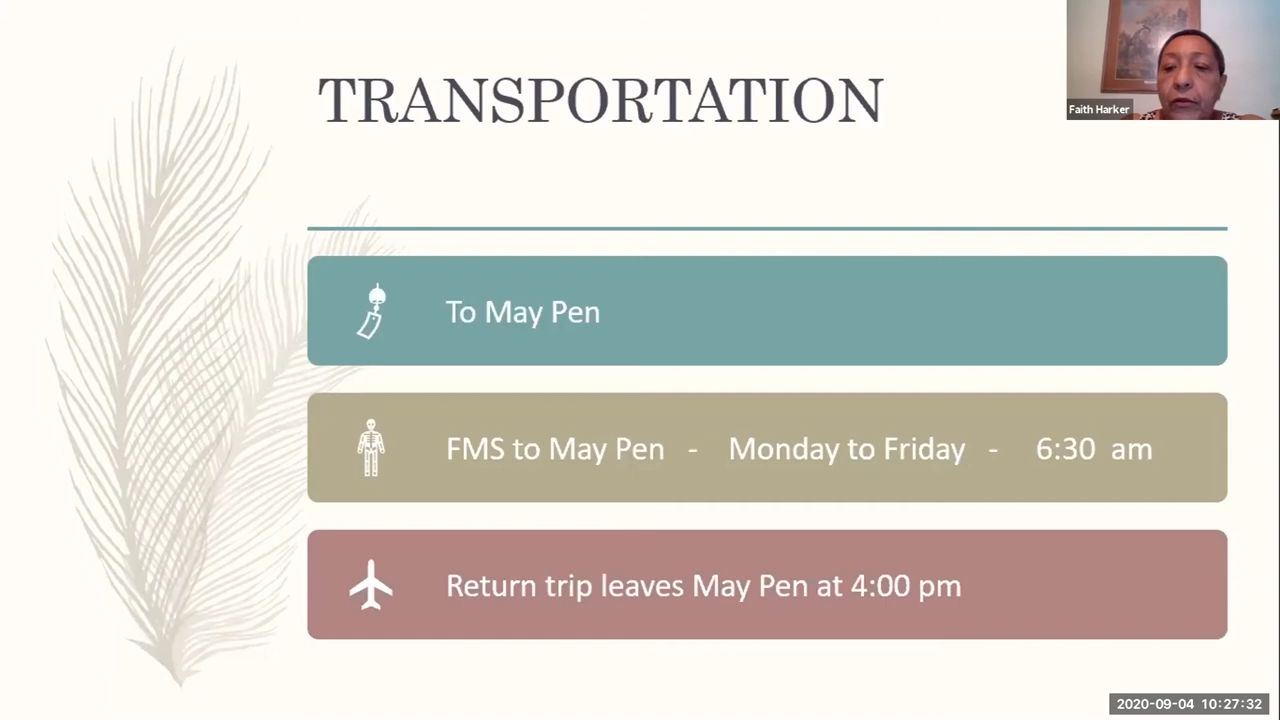 TRANSPORTATION
Faith Harker
To May Pen
FMS to May Pen - Monday to Friday - 6:30 am
Return trip leaves May Pen at 4:00 pm
2020-09-04 10:27:32